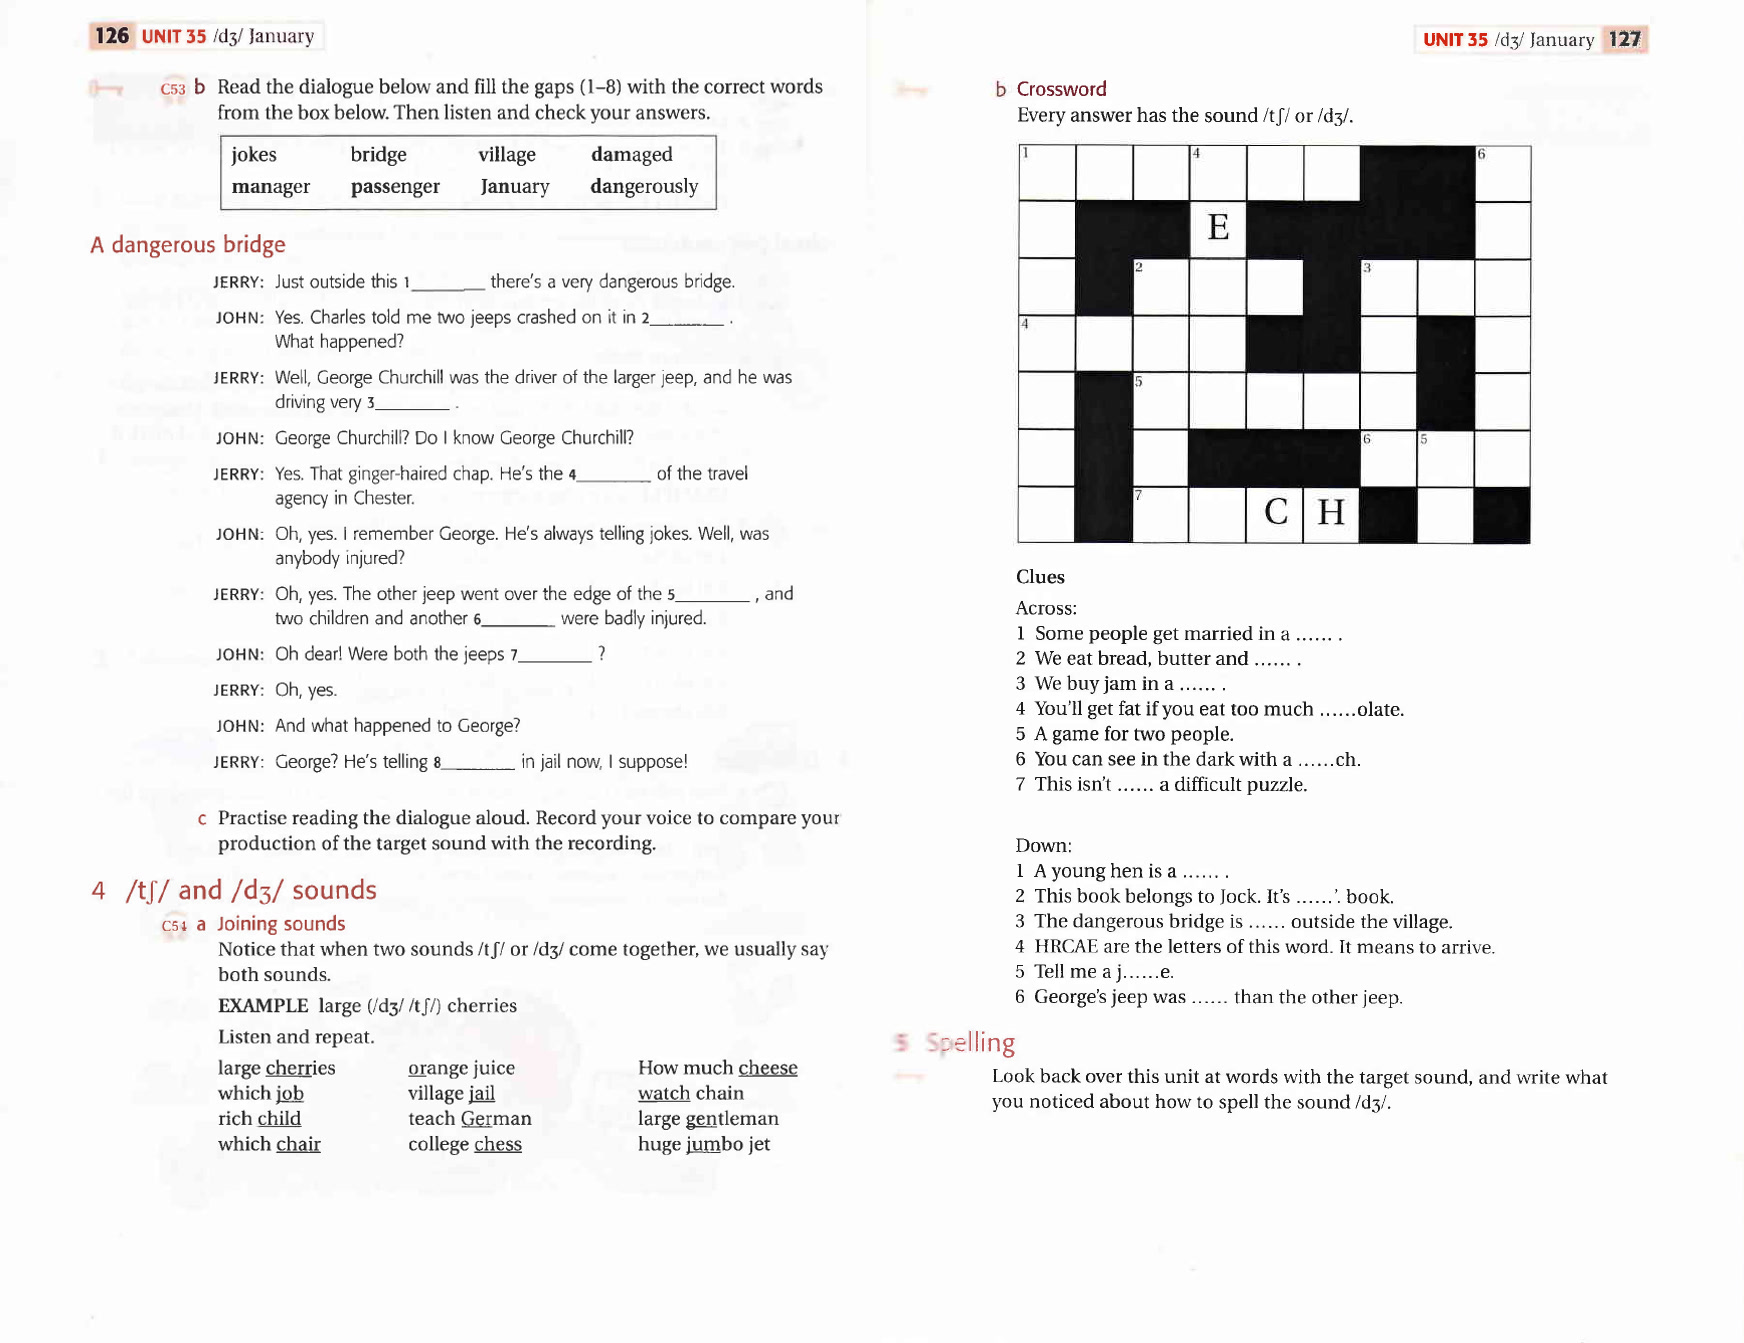 126 UNIT 35 /dʒ/ January
C53 b Read the dialogue below and fill the gaps (1–8) with the correct words
from the box below. Then listen and check your answers.
jokes bridge village damaged
manager passenger January dangerously
A dangerous bridge
JERRY: Just outside this 1________ there's a very dangerous bridge.
JOHN: Yes. Charles told me two jeeps crashed on it in 2________ .
What happened?
JERRY: Well, George Churchill was the driver of the larger jeep, and he was
driving very 3________ .
JOHN: George Churchill? Do I know George Churchill?
JERRY: Yes. That ginger-haired chap. He's the 4________ of the travel
agency in Chester.
JOHN: Oh, yes. I remember George. He's always telling jokes. Well, was
anybody injured?
JERRY: Oh, yes. The other jeep went over the edge of the 5________ , and
two children and another 6________ were badly injured.
JOHN: Oh dear! Were both the jeeps 7________ ?
JERRY: Oh, yes.
JOHN: And what happened to George?
JERRY: George? He's telling 8________ in jail now, I suppose!
c Practise reading the dialogue aloud. Record your voice to compare your
production of the target sound with the recording.
4 /tʃ/ and /dʒ/ sounds
C54 a Joining sounds
Notice that when two sounds /tʃ/ or /dʒ/ come together, we usually say
both sounds.
EXAMPLE large (/dʒ/ /tʃ/) cherries
Listen and repeat.
large cherries orange juice How much cheese
which job village jail watch chain
rich child teach German large gentleman
which chair college chess huge jumbo jet
UNIT 35 /dʒ/ January 127
b Crossword
Every answer has the sound /tʃ/ or /dʒ/.
1 4 6
E
2 3
4
5
6 5
7 C H
Clues
Across:
1 Some people get married in a ...... .
2 We eat bread, butter and ...... .
3 We buy jam in a ...... .
4 You'll get fat if you eat too much ......olate.
5 A game for two people.
6 You can see in the dark with a ......ch.
7 This isn't ...... a difficult puzzle.
Down:
1 A young hen is a ...... .
2 This book belongs to Jock. It's ......'. book.
3 The dangerous bridge is ...... outside the village.
4 HRCAE are the letters of this word. It means to arrive.
5 Tell me a j......e.
6 George's jeep was ...... than the other jeep.
5 Spelling
Look back over this unit at words with the target sound, and write what
you noticed about how to spell the sound /dʒ/.